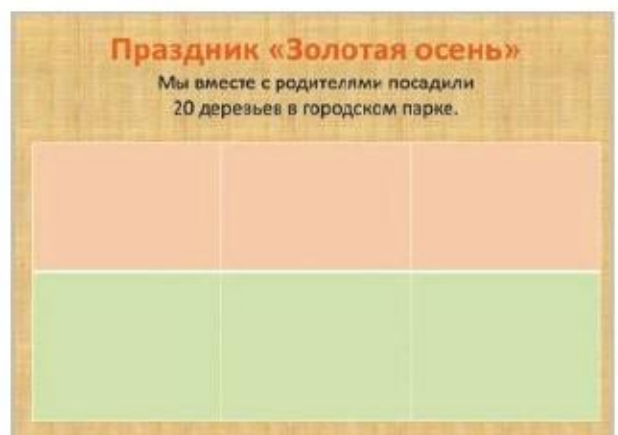 Праздник «Золотая осень»
Мы вместе с родителями посадили
20 деревьев в городском парке.